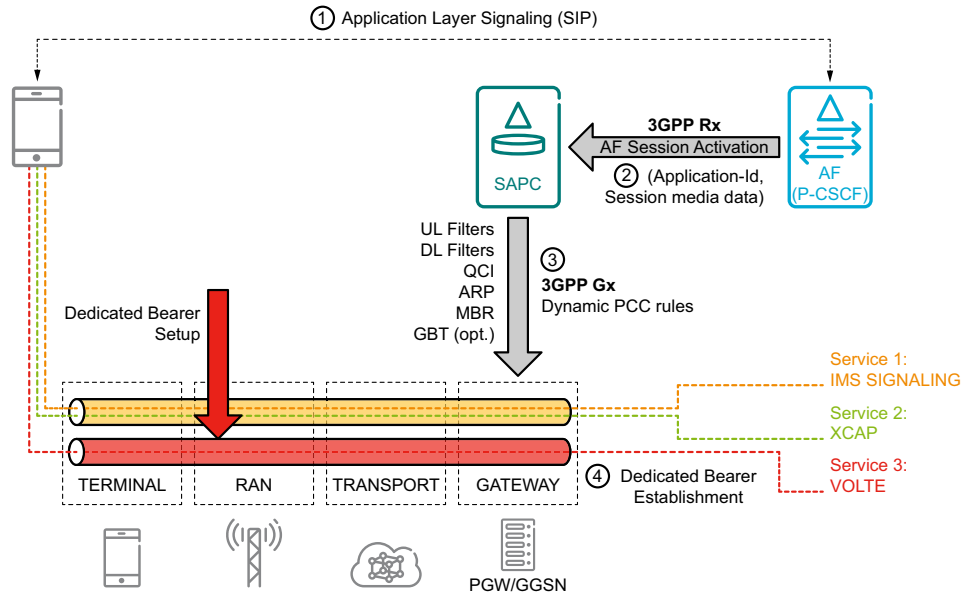 1 Application Layer Signaling (SIP)
3GPP Rx
AF Session Activation
2 (Application-Id,
Session media data)
SAPC
AF
(P-CSCF)
UL Filters
DL Filters
QCI
ARP
MBR
GBT (opt.)
3
3GPP Gx
Dynamic PCC rules
Dedicated Bearer
Setup
Service 1:
IMS SIGNALING
Service 2:
XCAP
Service 3:
VOLTE
TERMINAL
RAN
TRANSPORT
GATEWAY
4 Dedicated Bearer
Establishment
PGW/GGSN